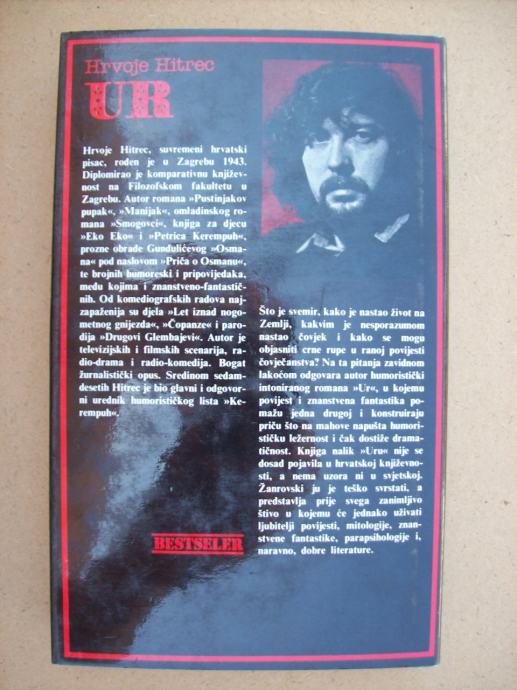 Hrvoje Hitrec
UR
Hrvoje Hitrec, suvremeni hrvatski
pisac, rođen je u Zagrebu 1943.
Diplomirao je komparativnu književ-
nost na Filozofskom fakultetu u
Zagrebu. Autor romana »Pustinjakov
pupak«, »Manijak«, omladinskog ro-
mana »Smogovci«, knjiga za djecu
»Eko Eko« i »Petrica Kerempuh«,
prozne obrade Gundulićevog »Osma-
na« pod naslovom »Priča o Osmanu«,
te brojnih humoreski i pripovijedaka,
među kojima i znanstveno-fantastič-
nih. Od komediografskih radova naj-
zapaženija su djela »Let iznad nogo-
metnog gnijezda«, »Čopanze« i paro-
dija »Drugovi Glembajevi«. Autor je
televizijskih i filmskih scenarija, ra-
dio-drama i radio-komedija. Bogat
žurnalistički opus. Sredinom sedam-
desetih Hitrec je bio glavni i odgovor-
ni urednik humorističkog lista »Ke-
rempuh«.
BESTSELER
Što je svemir, kako je nastao život na
Zemlji, kakvim je nesporazumom
nastao čovjek i kako se mogu
objasniti crne rupe u ranoj povijesti
čovječanstva? Na ta pitanja zavidnom
lakoćom odgovara autor humoristički
intoniranog romana »Ur«, u kojemu
povijest i znanstvena fantastika po-
mažu jedna drugoj i konstruiraju
priču što na mahove napušta humori-
stičku ležernost i čak dostiže drama-
tičnost. Knjiga nalik »Uru« nije se
dosad pojavila u hrvatskoj književno-
sti, a nema uzora ni u svjetskoj.
Žanrovski ju je teško svrstati, a
predstavlja prije svega zanimljivo
štivo u kojemu će jednako uživati
ljubitelji povijesti, mitologije, znan-
stvene fantastike, parapsihologije i,
naravno, dobre literature.